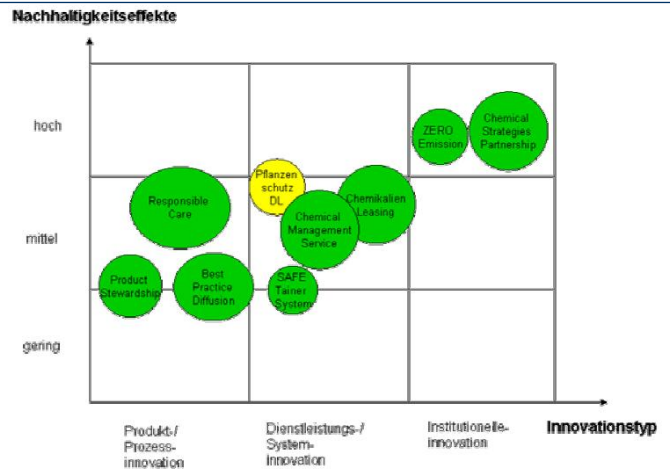 Nachhaltigkeitseffekte
hoch
ZERO
Emission
Chemical
Strategies
Partnership
Pflanzen
schutz
DL
Responsible
Care
Chemikalien
Leasing
Chemical
Management
Service
mittel
Product
Stewardship
Best
Practice
Diffusion
SAFE
Tainer
System
gering
Produkt-/
Prozess-
innovation
Dienstleistungs-/
System-
Innovation
Institutionelle-
innovation
Innovationstyp